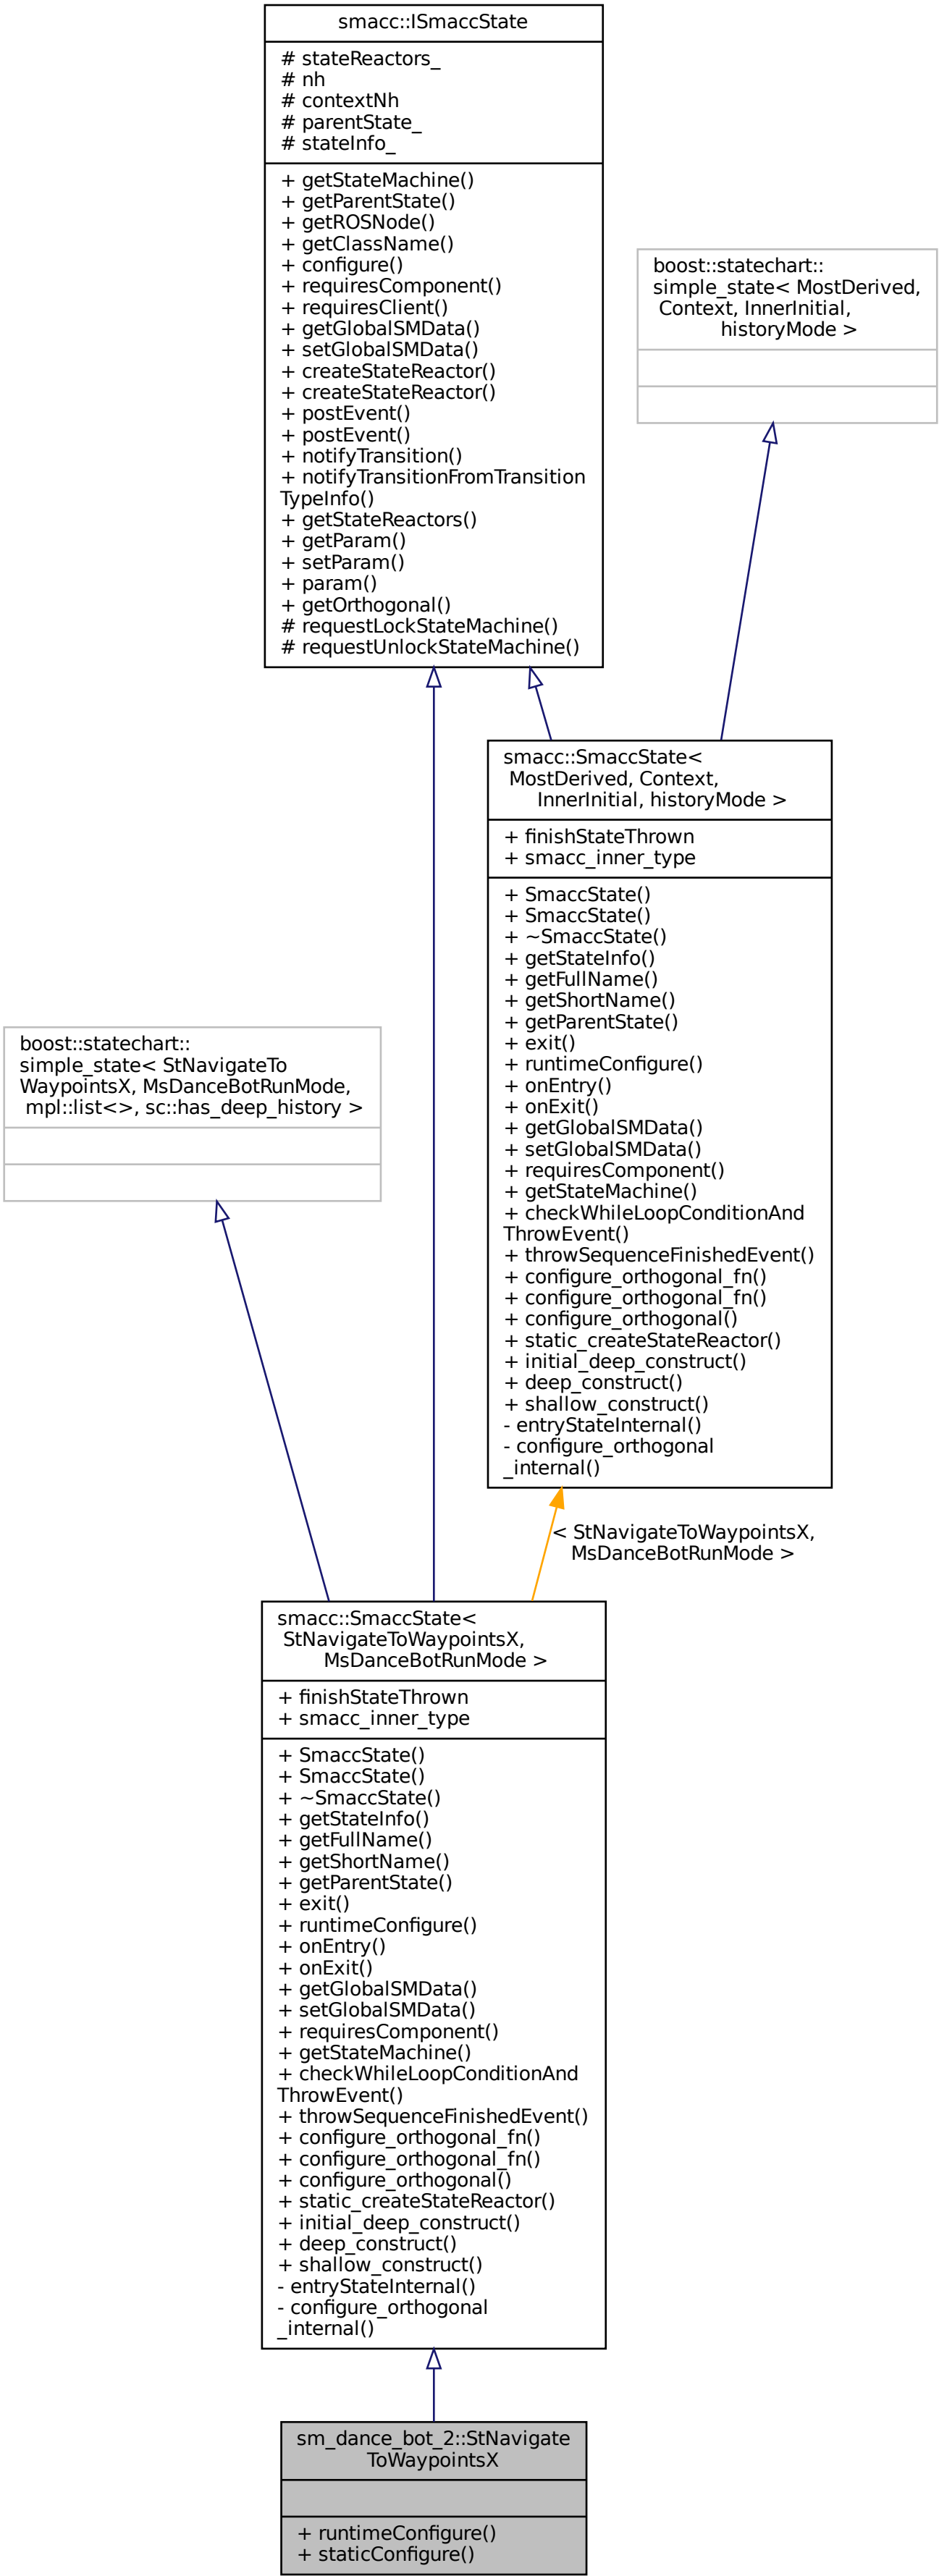 smacc::ISmaccState
# stateReactors_
# nh
# contextNh
# parentState_
# stateInfo_
+ getStateMachine()
+ getParentState()
+ getROSNode()
+ getClassName()
+ configure()
+ requiresComponent()
+ requiresClient()
+ getGlobalSMData()
+ setGlobalSMData()
+ createStateReactor()
+ createStateReactor()
+ postEvent()
+ postEvent()
+ notifyTransition()
+ notifyTransitionFromTransition
TypeInfo()
+ getStateReactors()
+ getParam()
+ setParam()
+ param()
+ getOrthogonal()
# requestLockStateMachine()
# requestUnlockStateMachine()
boost::statechart::
simple_state< MostDerived,
Context, InnerInitial,
historyMode >
smacc::SmaccState<
MostDerived, Context,
InnerInitial, historyMode >
+ finishStateThrown
+ smacc_inner_type
+ SmaccState()
+ SmaccState()
+ ~SmaccState()
+ getStateInfo()
+ getFullName()
+ getShortName()
+ getParentState()
+ exit()
+ runtimeConfigure()
+ onEntry()
+ onExit()
+ getGlobalSMData()
+ setGlobalSMData()
+ requiresComponent()
+ getStateMachine()
+ checkWhileLoopConditionAnd
ThrowEvent()
+ throwSequenceFinishedEvent()
+ configure_orthogonal_fn()
+ configure_orthogonal_fn()
+ configure_orthogonal()
+ static_createStateReactor()
+ initial_deep_construct()
+ deep_construct()
+ shallow_construct()
- entryStateInternal()
- configure_orthogonal
_internal()
boost::statechart::
simple_state< StNavigateTo
WaypointsX, MsDanceBotRunMode,
mpl::list<>, sc::has_deep_history >
< StNavigateToWaypointsX,
MsDanceBotRunMode >
smacc::SmaccState<
StNavigateToWaypointsX,
MsDanceBotRunMode >
+ finishStateThrown
+ smacc_inner_type
+ SmaccState()
+ SmaccState()
+ ~SmaccState()
+ getStateInfo()
+ getFullName()
+ getShortName()
+ getParentState()
+ exit()
+ runtimeConfigure()
+ onEntry()
+ onExit()
+ getGlobalSMData()
+ setGlobalSMData()
+ requiresComponent()
+ getStateMachine()
+ checkWhileLoopConditionAnd
ThrowEvent()
+ throwSequenceFinishedEvent()
+ configure_orthogonal_fn()
+ configure_orthogonal_fn()
+ configure_orthogonal()
+ static_createStateReactor()
+ initial_deep_construct()
+ deep_construct()
+ shallow_construct()
- entryStateInternal()
- configure_orthogonal
_internal()
sm_dance_bot_2::StNavigate
ToWaypointsX
+ runtimeConfigure()
+ staticConfigure()